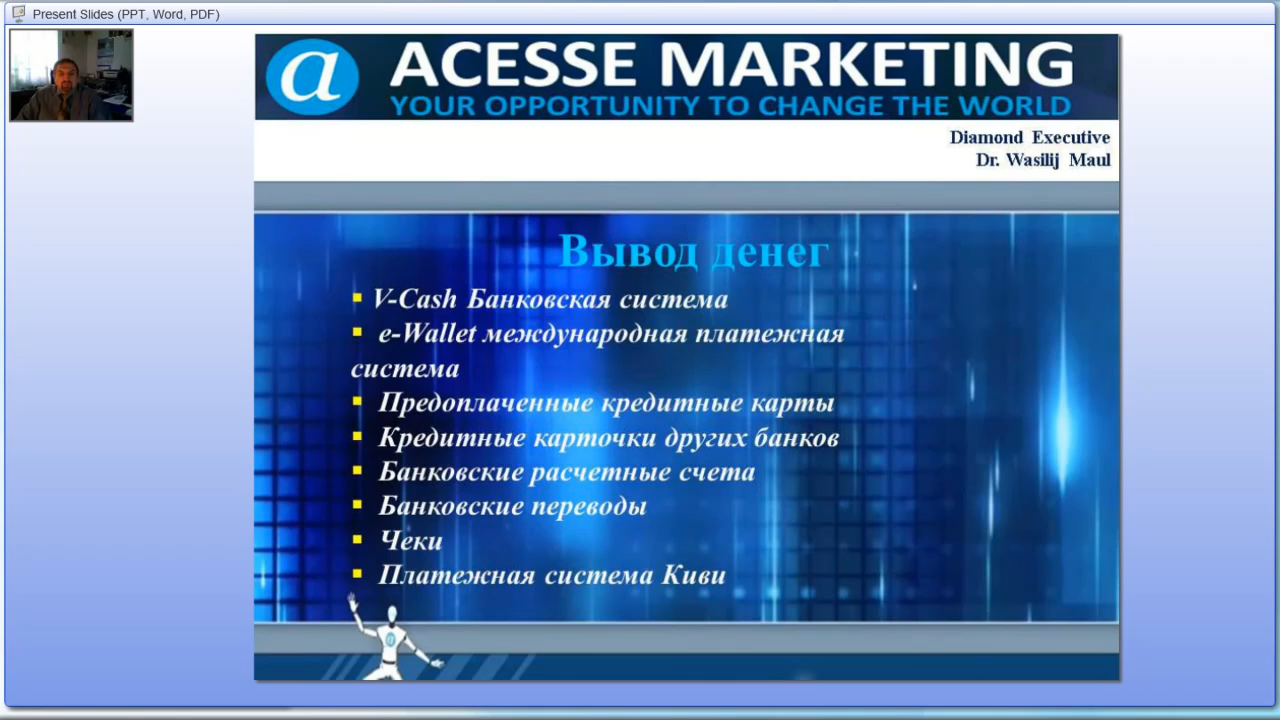 Present Slides (PPT, Word, PDF)
a ACESSE MARKETING
YOUR OPPORTUNITY TO CHANGE THE WORLD
Diamond Executive
Dr. Wasilij Maul
Вывод денег
▪ V-Cash Банковская система
▪ e-Wallet международная платежная
система
▪ Предоплаченные кредитные карты
▪ Кредитные карточки других банков
▪ Банковские расчетные счета
▪ Банковские переводы
▪ Чеки
▪ Платежная система Киви